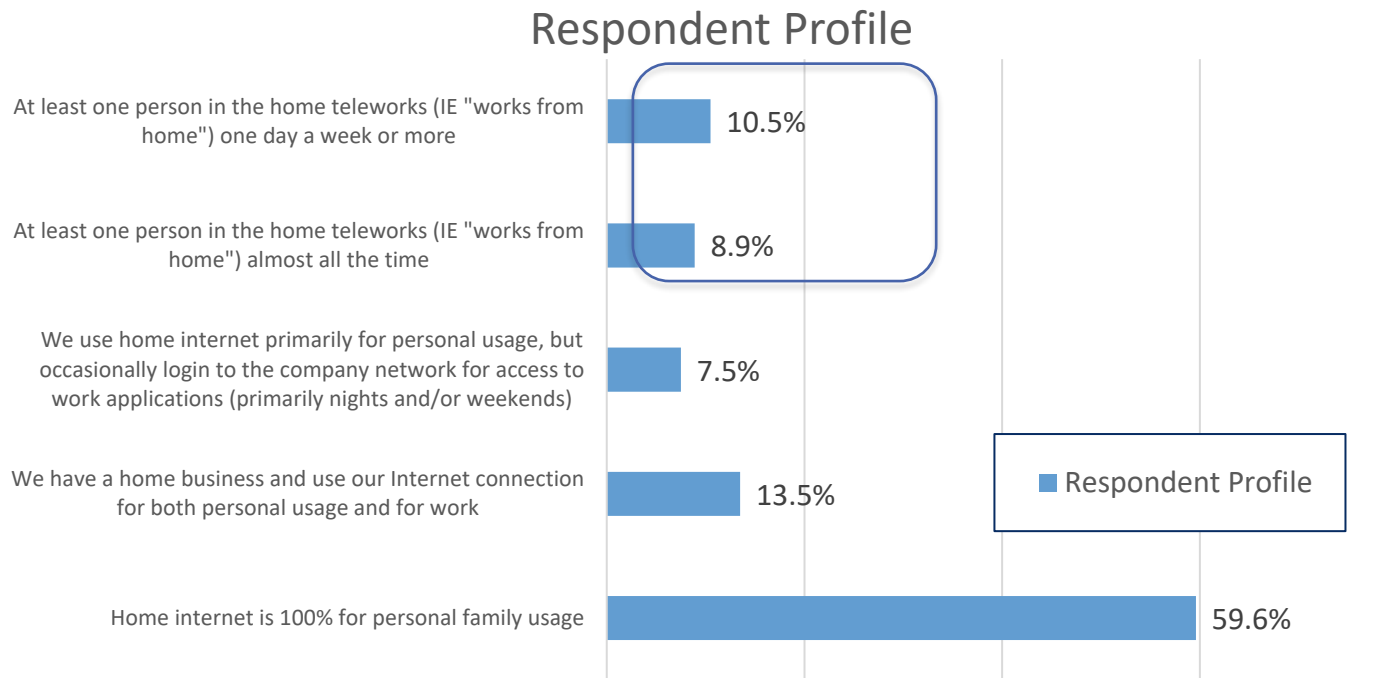 Respondent Profile
At least one person in the home teleworks (IE "works from
home") one day a week or more
10.5%
At least one person in the home teleworks (IE "works from
home") almost all the time
8.9%
We use home internet primarily for personal usage, but
occasionally login to the company network for access to
work applications (primarily nights and/or weekends)
7.5%
We have a home business and use our Internet connection
for both personal usage and for work
13.5%
Respondent Profile
Home internet is 100% for personal family usage
59.6%